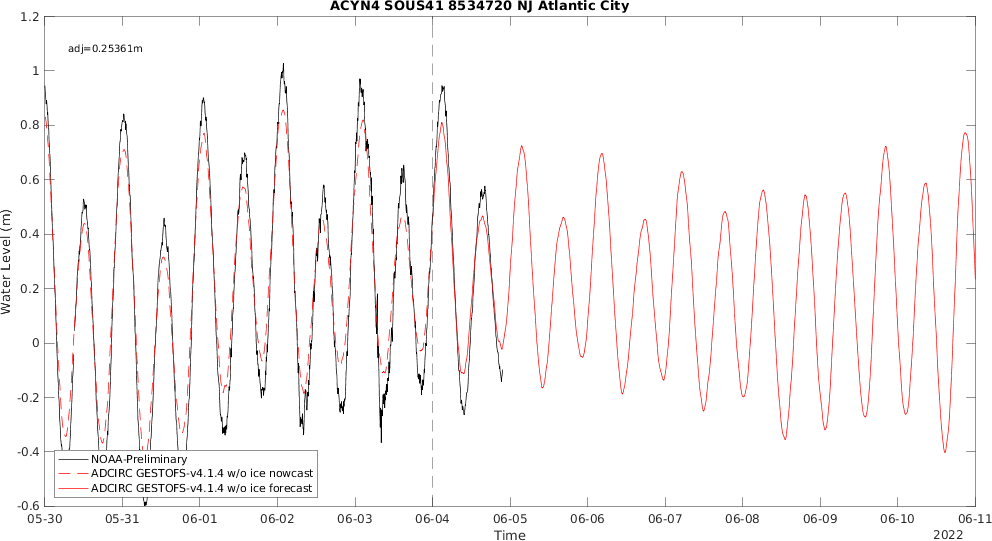 ACYN4 SOUS41 8534720 NJ Atlantic City
1.2
adj=0.25361m
1
0.8
0.6
0.4
0.2
0
-0.2
-0.4
-0.6
Water Level (m)
NOAA-Preliminary
ADCIRC GESTOFS-v4.1.4 w/o ice nowcast
ADCIRC GESTOFS-v4.1.4 w/o ice forecast
05-30 05-31 06-01 06-02 06-03 06-04 06-05 06-06 06-07 06-08 06-09 06-10 06-11
Time
2022